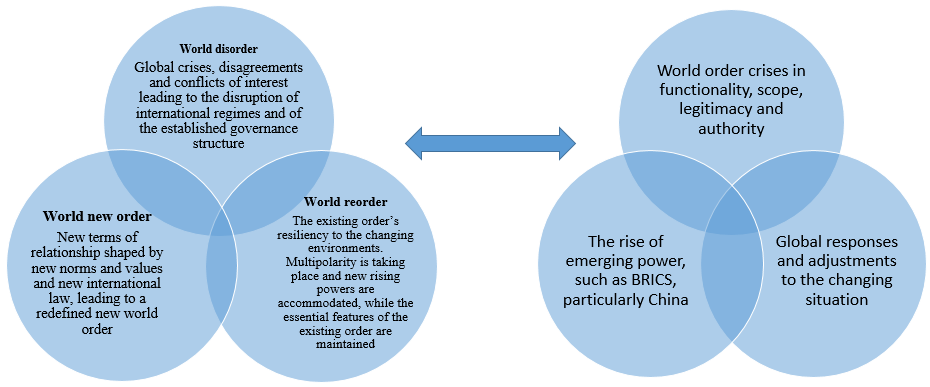 World disorder
Global crises, disagreements
and conflicts of interest
leading to the disruption of
international regimes and of
the established governance
structure
World new order
New terms of
relationship shaped by
new norms and values
and new international
law, leading to a
redefined new world
order
World reorder
The existing order’s
resiliency to the changing
environments.
Multipolarity is taking
place and new rising
powers are
accommodated, while the
essential features of the
existing order are
maintained
World order crises in
functionality, scope,
legitimacy and
authority
The rise of
emerging power,
such as BRICS,
particularly China
Global responses
and adjustments
to the changing
situation